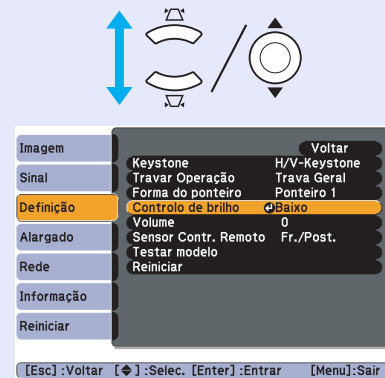 Imagem
Sinal
Definição
Alargado
Rede
Informação
Reiniciar
Voltar
Keystone H/V-Keystone
Travar Operação Trava Geral
Forma do ponteiro Ponteiro 1
Controlo de brilho Baixo
Volume 0
Sensor Contr. Remoto Fr./Post.
Testar modelo
Reiniciar
[Esc] :Voltar [◆] :Selec. [Enter] :Entrar [Menu]:Sair